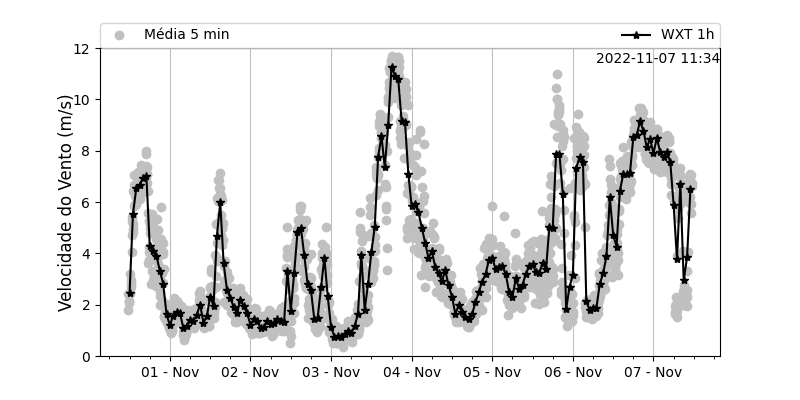 Média 5 min
WXT 1h
2022-11-07 11:34
Velocidade do Vento (m/s)
12
10
8
6
4
2
0
01 - Nov
02 - Nov
03 - Nov
04 - Nov
05 - Nov
06 - Nov
07 - Nov